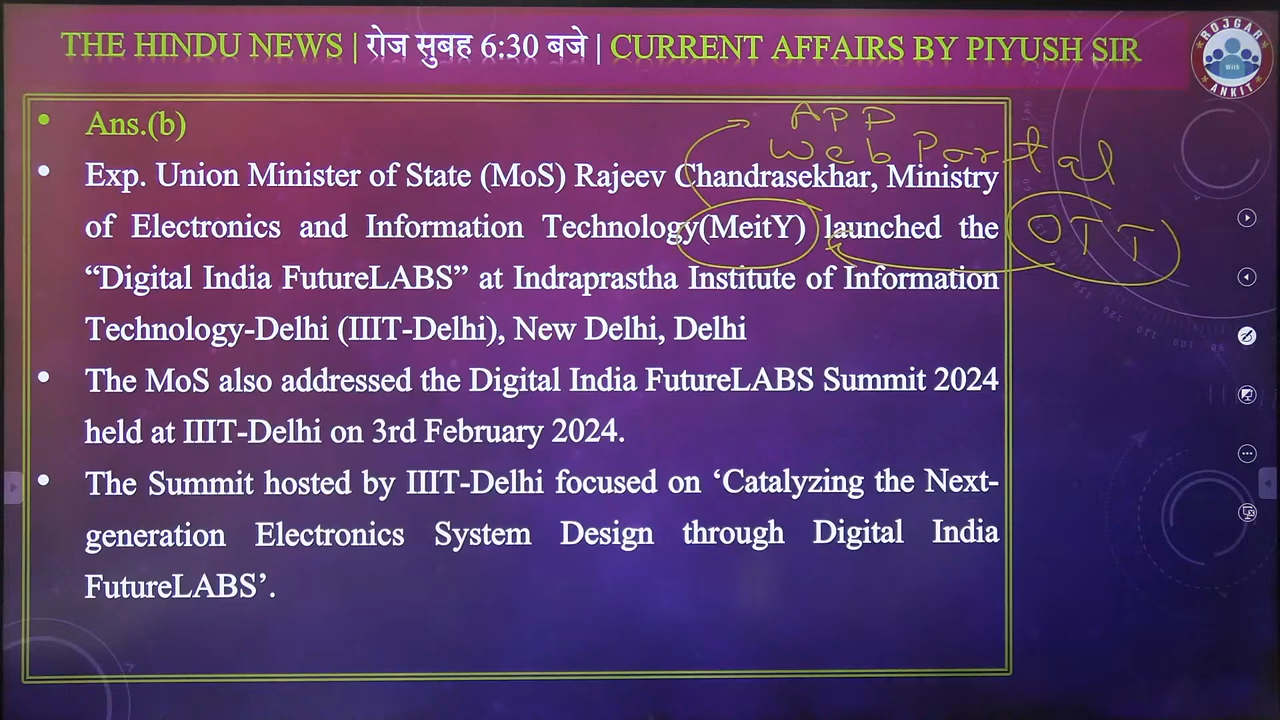 THE HINDU NEWS | रोज सुबह 6:30 बजे | CURRENT AFFAIRS BY PIYUSH SIR
ROJGAR
With
ANKIT
• Ans.(b)
APP
Web Portal
• Exp. Union Minister of State (MoS) Rajeev Chandrasekhar, Ministry
of Electronics and Information Technology(MeitY) launched the
OTT
“Digital India FutureLABS” at Indraprastha Institute of Information
Technology-Delhi (IIIT-Delhi), New Delhi, Delhi
• The MoS also addressed the Digital India FutureLABS Summit 2024
held at IIIT-Delhi on 3rd February 2024.
• The Summit hosted by IIIT-Delhi focused on ‘Catalyzing the Next-
generation Electronics System Design through Digital India
FutureLABS’.